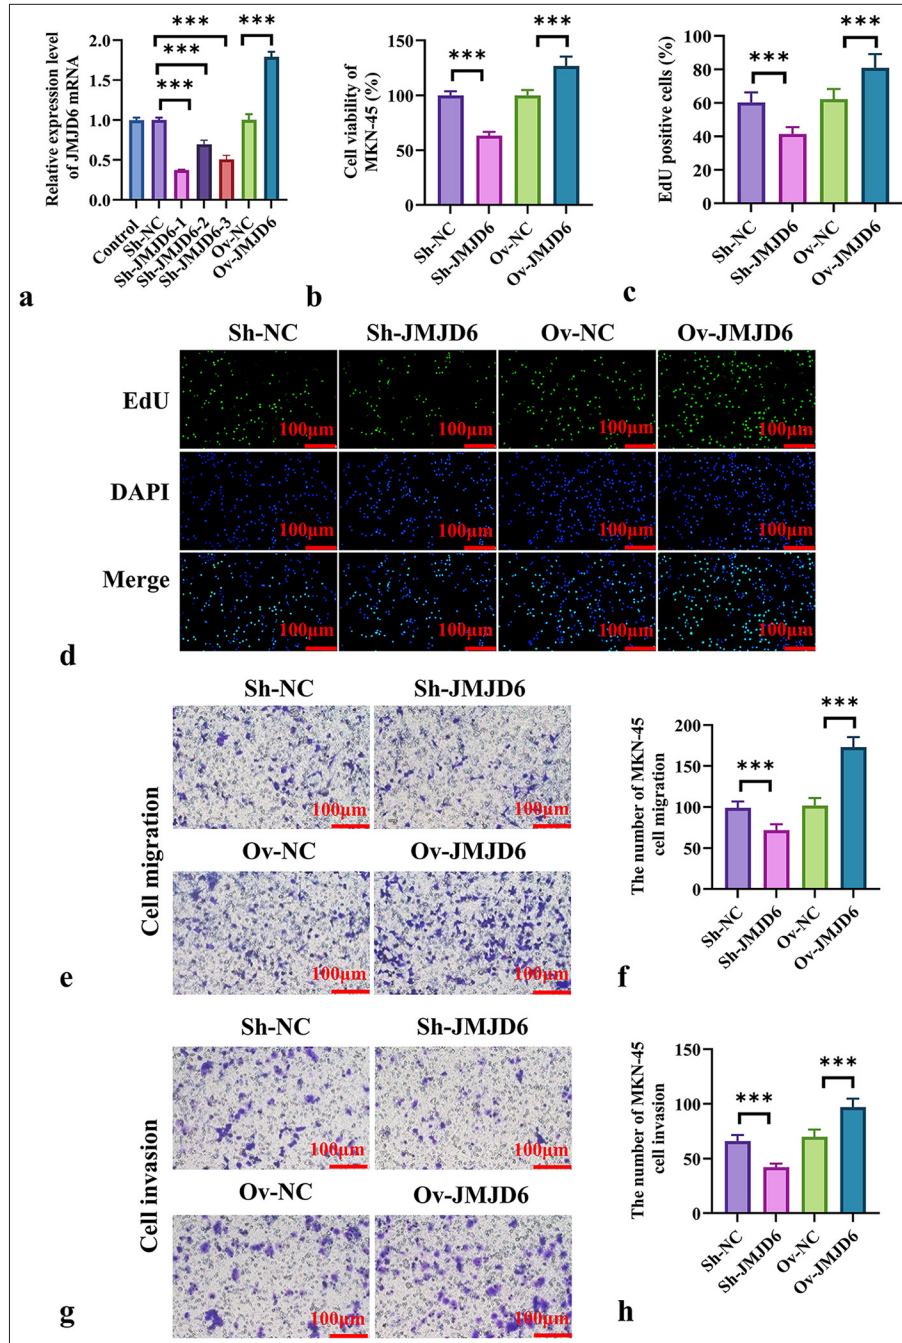 ***
***
***
***
2.0
1.5
1.0
0.5
0.0
Relative expression level
of JMJD6 mRNA
Control
Sh-NC
Sh-JMJD6-1
Sh-JMJD6-2
Sh-JMJD6-3
Ov-NC
Ov-JMJD6
a
***
***
150
100
50
0
Cell viability of
MKN-45 (%)
Sh-NC
Sh-JMJD6
Ov-NC
Ov-JMJD6
b
***
***
100
80
60
40
20
0
EdU positive cells (%)
Sh-NC
Sh-JMJD6
Ov-NC
Ov-JMJD6
c
Sh-NC Sh-JMJD6 Ov-NC Ov-JMJD6
EdU
100μm 100μm 100μm 100μm
DAPI
100μm 100μm 100μm 100μm
Merge
100μm 100μm 100μm 100μm
d
Cell migration
Sh-NC Sh-JMJD6
100μm 100μm
Ov-NC Ov-JMJD6
100μm 100μm
e
***
***
200
150
100
50
0
The number of MKN-45
cell migration
Sh-NC
Sh-JMJD6
Ov-NC
Ov-JMJD6
f
Cell invasion
Sh-NC Sh-JMJD6
100μm 100μm
Ov-NC Ov-JMJD6
100μm 100μm
g
***
***
150
100
50
0
The number of MKN-45
cell invasion
Sh-NC
Sh-JMJD6
Ov-NC
Ov-JMJD6
h